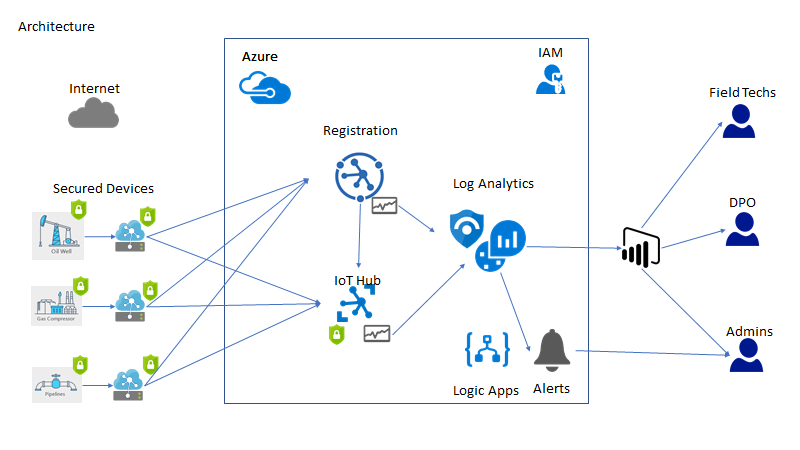 Architecture
Internet
Azure
IAM
Field Techs
Registration
Secured Devices
Log Analytics
DPO
Oil Well
IoT Hub
Gas Compressor
Admins
Pipelines
Logic Apps
Alerts